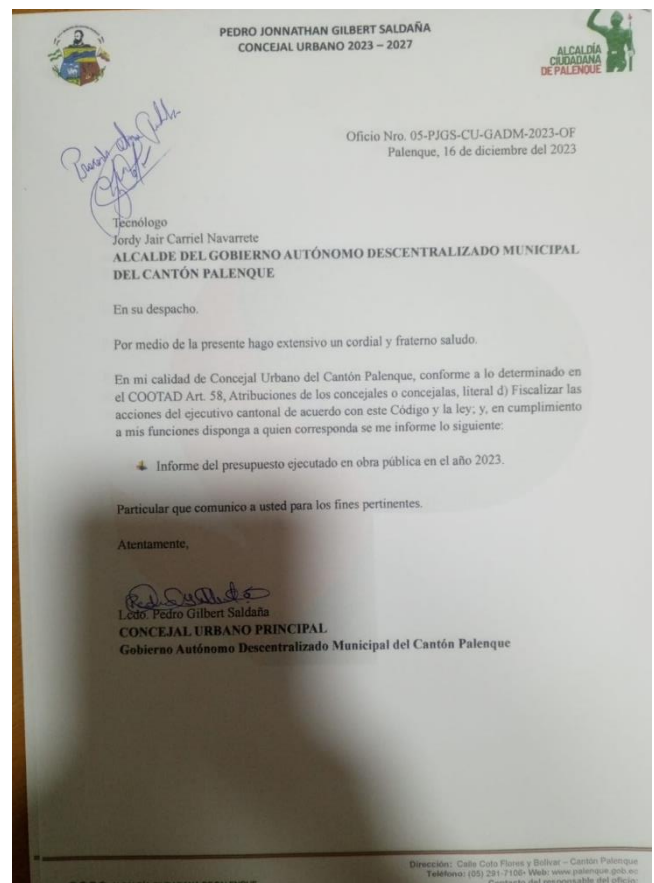 PEDRO JONNATHAN GILBERT SALDAÑA
CONCEJAL URBANO 2023 – 2027
ALCALDÍA
CIUDADANA
DE PALENQUE
Oficio Nro. 05-PJGS-CU-GADM-2023-OF
Palenque, 16 de diciembre del 2023
Tecnólogo
Jordy Jair Carriel Navarrete
ALCALDE DEL GOBIERNO AUTÓNOMO DESCENTRALIZADO MUNICIPAL
DEL CANTÓN PALENQUE
En su despacho.
Por medio de la presente hago extensivo un cordial y fraterno saludo.
En mi calidad de Concejal Urbano del Cantón Palenque, conforme a lo determinado en
el COOTAD Art. 58, Atribuciones de los concejales o concejalas, literal d) Fiscalizar las
acciones del ejecutivo cantonal de acuerdo con este Código y la ley; y, en cumplimiento
a mis funciones disponga a quien corresponda se me informe lo siguiente:
Informe del presupuesto ejecutado en obra pública en el año 2023.
Particular que comunico a usted para los fines pertinentes.
Atentamente,
Lcdo. Pedro Gilbert Saldaña
CONCEJAL URBANO PRINCIPAL
Gobierno Autónomo Descentralizado Municipal del Cantón Palenque
Dirección: Calle Coto Flores y Bolívar – Cantón Palenque
Teléfono: (05) 291-7106- Web: www.palenque.gob.ec
Contacto del responsable del oficio: